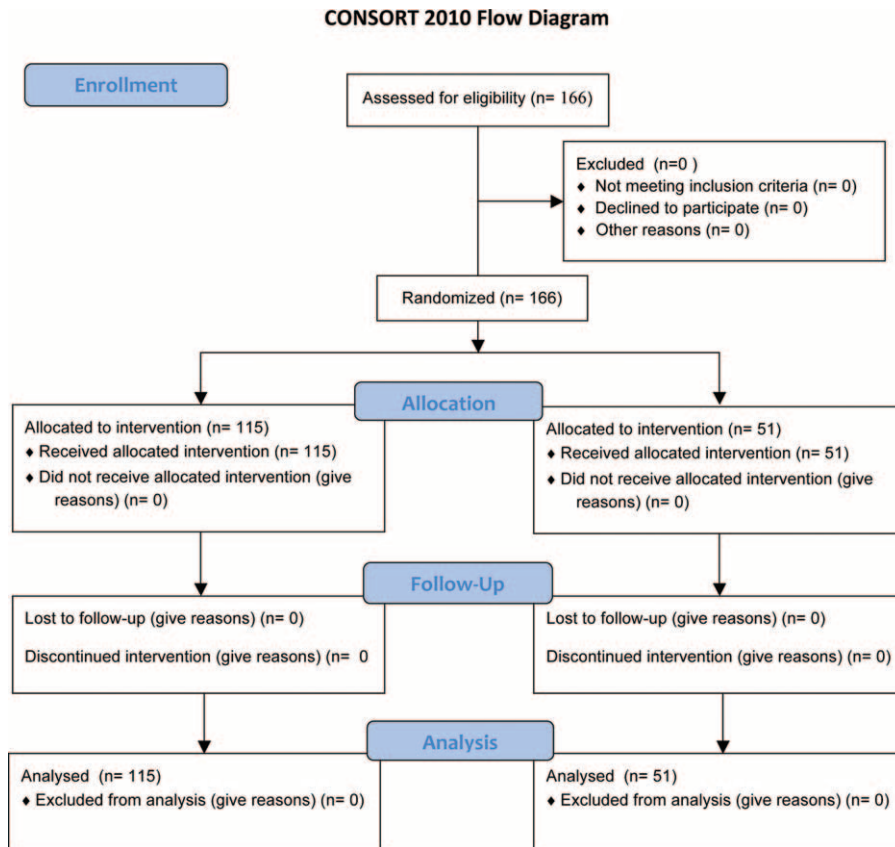 CONSORT 2010 Flow Diagram
Enrollment
Assessed for eligibility (n= 166)
Excluded (n=0 )
♦ Not meeting inclusion criteria (n= 0)
♦ Declined to participate (n= 0)
♦ Other reasons (n= 0)
Randomized (n= 166)
Allocation
Allocated to intervention (n= 115)
♦ Received allocated intervention (n= 115)
♦ Did not receive allocated intervention (give
reasons) (n= 0)
Allocated to intervention (n= 51)
♦ Received allocated intervention (n= 51)
♦ Did not receive allocated intervention (give
reasons) (n= 0)
Follow-Up
Lost to follow-up (give reasons) (n= 0)
Discontinued intervention (give reasons) (n= 0
Lost to follow-up (give reasons) (n= 0)
Discontinued intervention (give reasons) (n= 0)
Analysis
Analysed (n= 115)
♦ Excluded from analysis (give reasons) (n= 0)
Analysed (n= 51)
♦ Excluded from analysis (give reasons) (n= 0)